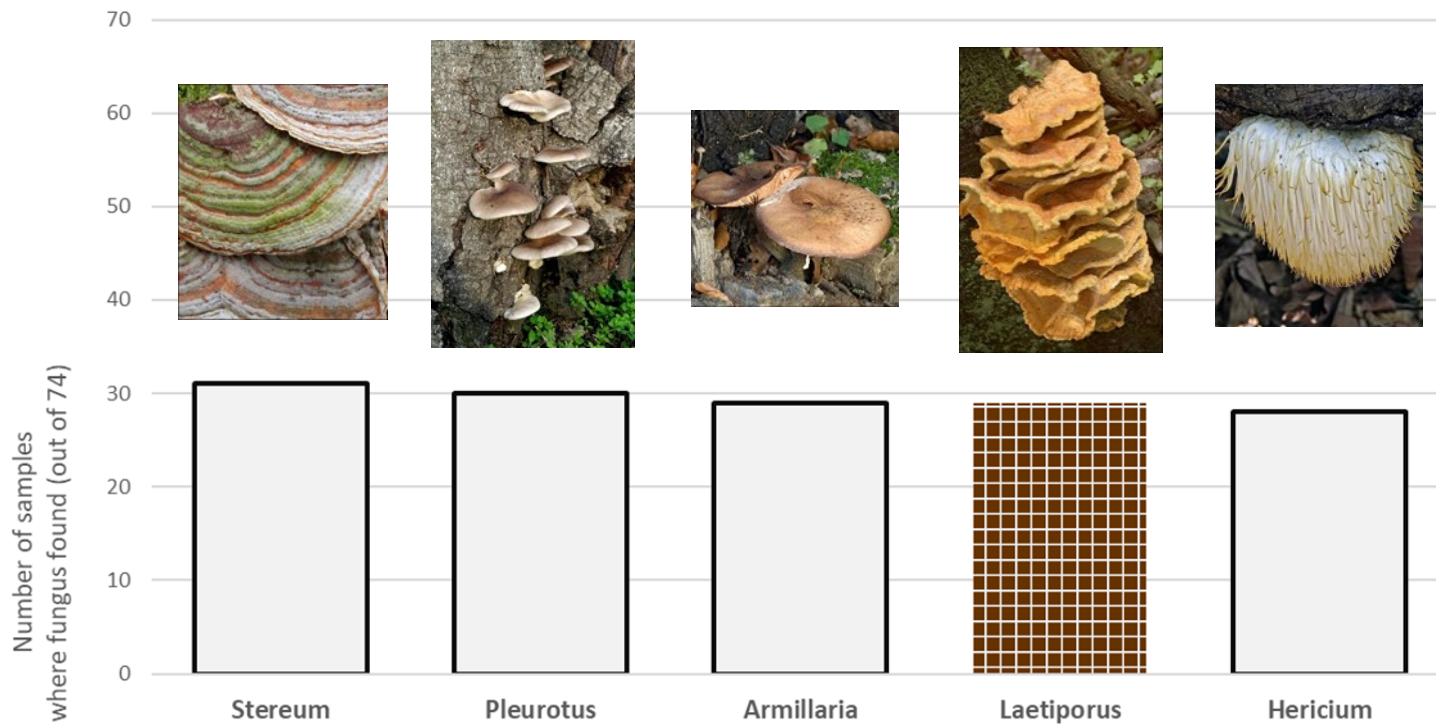 70
60
50
40
30
20
10
0
Number of samples
where fungus found (out of 74)
Stereum
Pleurotus
Armillaria
Laetiporus
Hericium